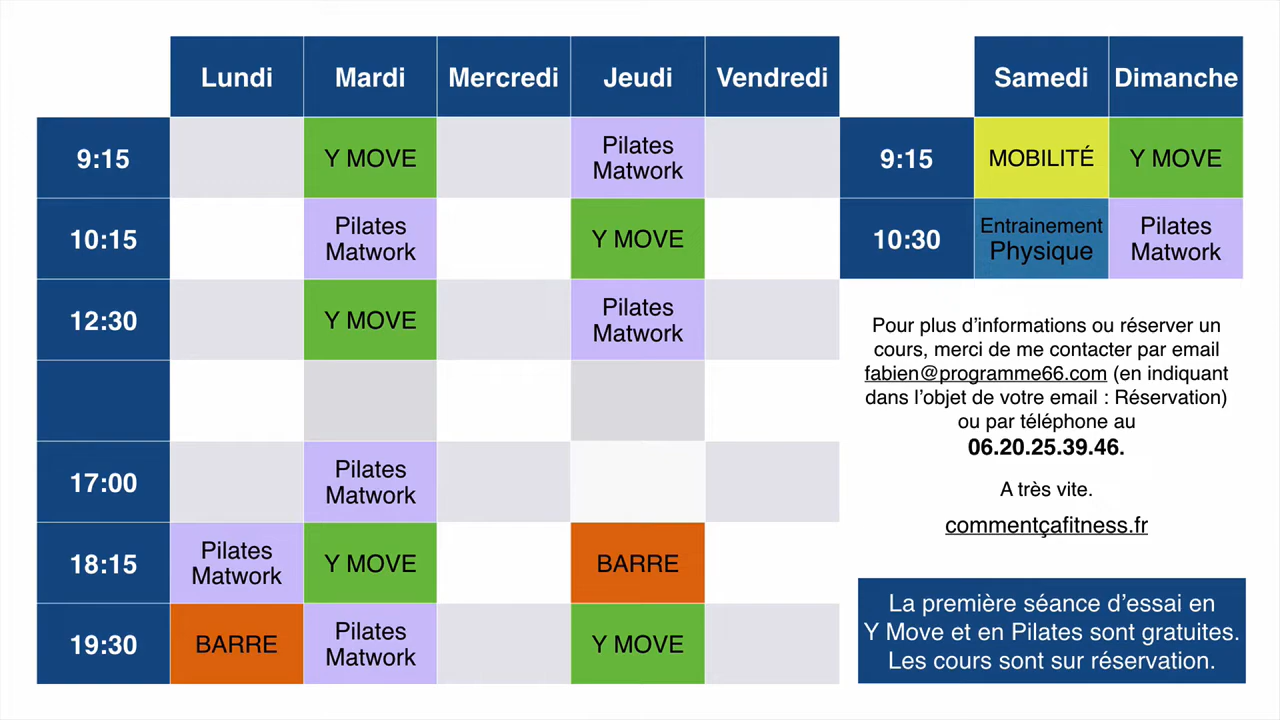 Lundi Mardi Mercredi Jeudi Vendredi
9:15 Y MOVE Pilates Matwork
10:15 Pilates Matwork Y MOVE
12:30 Y MOVE Pilates Matwork
17:00 Pilates Matwork
18:15 Pilates Matwork Y MOVE BARRE
19:30 BARRE Pilates Matwork Y MOVE
Samedi Dimanche
9:15 MOBILITÉ Y MOVE
10:30 Entrainement Physique Pilates Matwork
Pour plus d’informations ou réserver un
cours, merci de me contacter par email
fabien@programme66.com (en indiquant
dans l’objet de votre email : Réservation)
ou par téléphone au
06.20.25.39.46.
A très vite.
commentçafitness.fr
La première séance d’essai en
Y Move et en Pilates sont gratuites.
Les cours sont sur réservation.